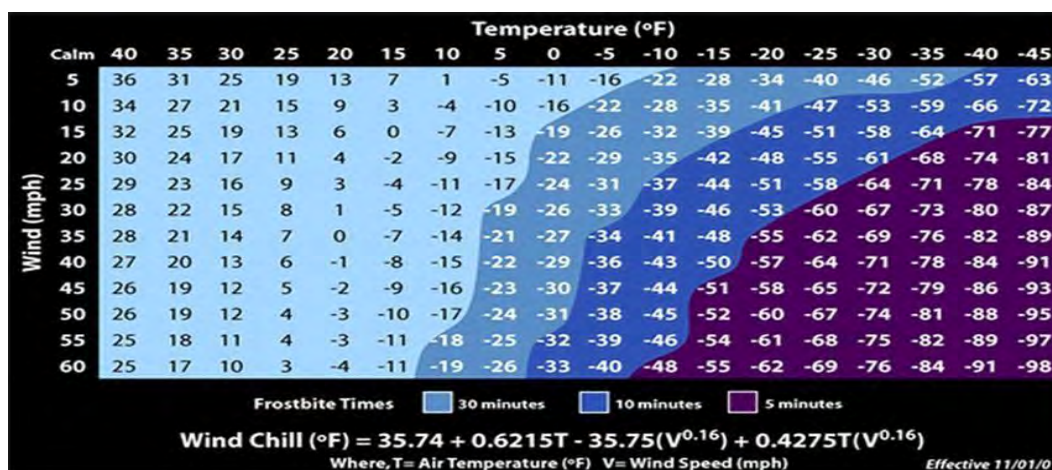 Temperature (°F)
Calm 40 35 30 25 20 15 10 5 0 -5 -10 -15 -20 -25 -30 -35 -40 -45
5 36 31 25 19 13 7 1 -5 -11 -16 -22 -28 -34 -40 -46 -52 -57 -63
10 34 27 21 15 9 3 -4 -10 -16 -22 -28 -35 -41 -47 -53 -59 -66 -72
15 32 25 19 13 6 0 -7 -13 -19 -26 -32 -39 -45 -51 -58 -64 -71 -77
20 30 24 17 11 4 -2 -9 -15 -22 -29 -35 -42 -48 -55 -61 -68 -74 -81
25 29 23 16 9 3 -4 -11 -17 -24 -31 -37 -44 -51 -58 -64 -71 -78 -84
30 28 22 15 8 1 -5 -12 -19 -26 -33 -39 -46 -53 -60 -67 -73 -80 -87
35 28 21 14 7 0 -7 -14 -21 -27 -34 -41 -48 -55 -62 -69 -76 -82 -89
40 27 20 13 6 -1 -8 -15 -22 -29 -36 -43 -50 -57 -64 -71 -78 -84 -91
45 26 19 12 5 -2 -9 -16 -23 -30 -37 -44 -51 -58 -65 -72 -79 -86 -93
50 26 19 12 4 -3 -10 -17 -24 -31 -38 -45 -52 -60 -67 -74 -81 -88 -95
55 25 18 11 4 -3 -11 -18 -25 -32 -39 -46 -54 -61 -68 -75 -82 -89 -97
60 25 17 10 3 -4 -11 -19 -26 -33 -40 -48 -55 -62 -69 -76 -84 -91 -98
Wind (mph)
Frostbite Times 30 minutes 10 minutes 5 minutes
Wind Chill (°F) = 35.74 + 0.6215T - 35.75(V^0.16) + 0.4275T(V^0.16)
Where, T= Air Temperature (°F) V= Wind Speed (mph) Effective 11/01/0